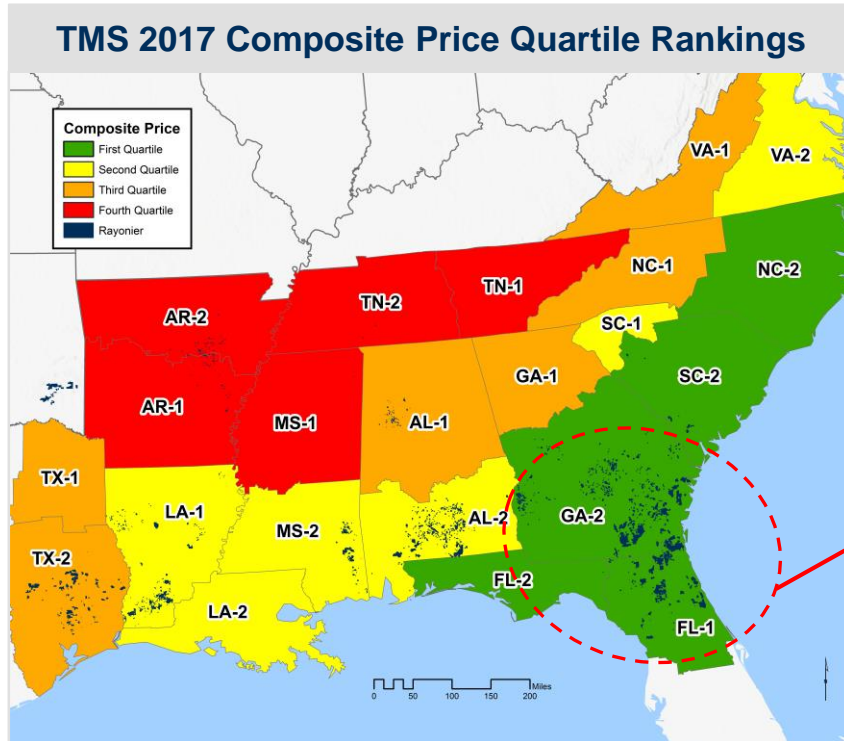 TMS 2017 Composite Price Quartile Rankings
Composite Price
First Quartile
Second Quartile
Third Quartile
Fourth Quartile
Rayonier
VA-1
VA-2
NC-1
NC-2
TN-1
TN-2
AR-2
SC-1
SC-2
GA-1
AR-1
MS-1
AL-1
TX-1
LA-1
MS-2
AL-2
GA-2
TX-2
FL-2
LA-2
FL-1
Miles
0 50 100 150 200